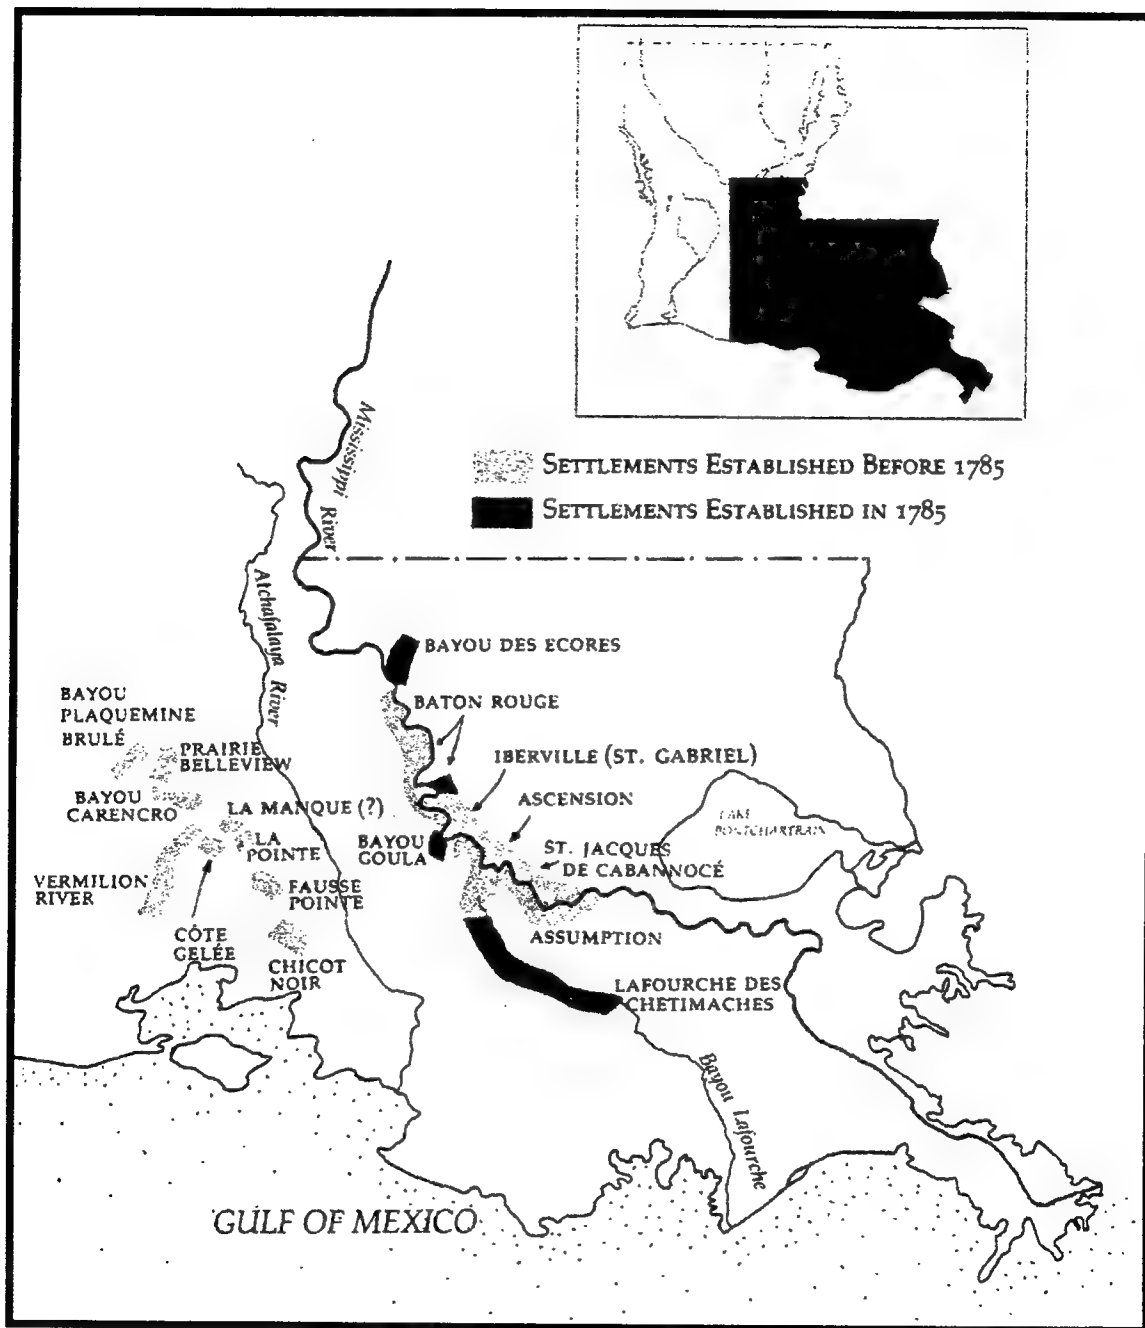 SETTLEMENTS ESTABLISHED BEFORE 1785
SETTLEMENTS ESTABLISHED IN 1785
Mississippi
River
Atchafalaya
River
BAYOU DES ECORES
BATON ROUGE
BAYOU
PLAQUEMINE
BRULÉ
PRAIRIE
BELLEVIEW
IBERVILLE (ST. GABRIEL)
BAYOU
CARENCRO
LA MANQUE (?)
ASCENSION
LAKE
PONTCHARTRAIN
LA
POINTE
BAYOU
GOULA
ST. JACQUES
DE CABANNOCÉ
VERMILION
RIVER
FAUSSE
POINTE
CÔTE
GELÉE
ASSUMPTION
CHICOT
NOIR
LAFOURCHE DES
CHETIMACHES
Bayou Lafourche
GULF OF MEXICO